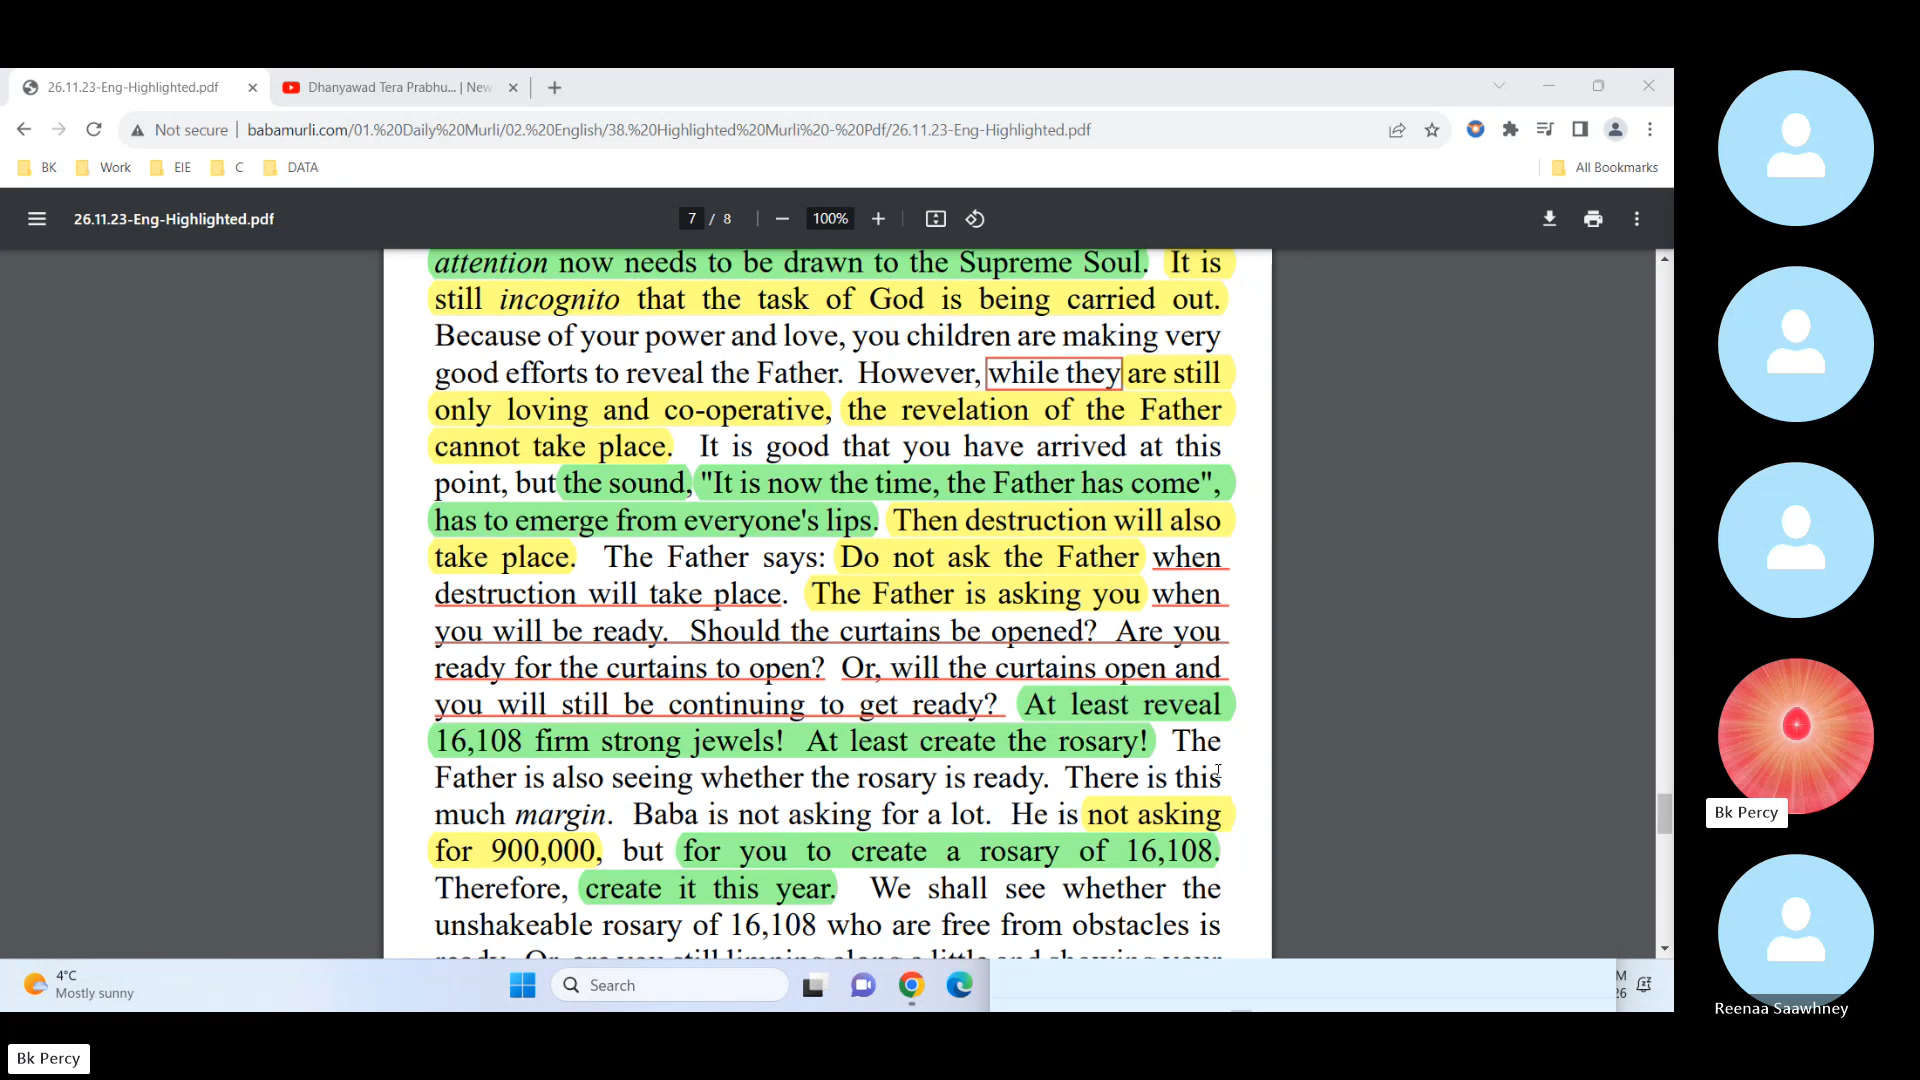 26.11.23-Eng-Highlighted.pdf
Dhanyawad Tera Prabhu... | New
Not secure
babamurli.com/01.%20Daily%20Murli/02.%20English/38.%20Highlighted%20Murli%20-%20Pdf/26.11.23-Eng-Highlighted.pdf
BK Work EIE C DATA All Bookmarks
26.11.23-Eng-Highlighted.pdf 7 / 8 100%
attention now needs to be drawn to the Supreme Soul. It is
still incognito that the task of God is being carried out.
Because of your power and love, you children are making very
good efforts to reveal the Father. However, while they are still
only loving and co-operative, the revelation of the Father
cannot take place. It is good that you have arrived at this
point, but the sound, "It is now the time, the Father has come",
has to emerge from everyone's lips. Then destruction will also
take place. The Father says: Do not ask the Father when
destruction will take place. The Father is asking you when
you will be ready. Should the curtains be opened? Are you
ready for the curtains to open? Or, will the curtains open and
you will still be continuing to get ready? At least reveal
16,108 firm strong jewels! At least create the rosary! The
Father is also seeing whether the rosary is ready. There is this
much margin. Baba is not asking for a lot. He is not asking
for 900,000, but for you to create a rosary of 16,108.
Therefore, create it this year. We shall see whether the
unshakeable rosary of 16,108 who are free from obstacles is
ready. Or, are you still limping along a little and showing your
4°C
Mostly sunny
Search
M
26
Bk Percy
Reenaa Saawhney
Bk Percy